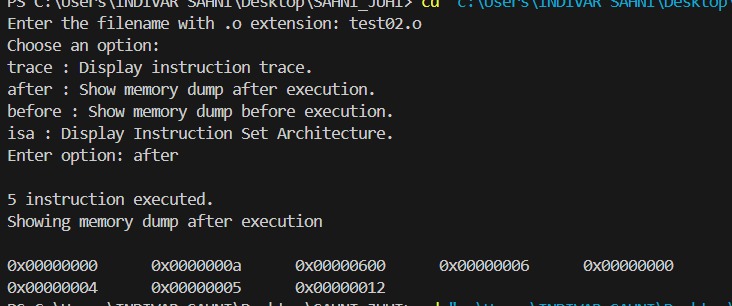 PS C:\Users\INDIVAR SAHNI\Desktop\SAHNI_JUHI> cd "c:\Users\INDIVAR SAHNI\Desktop\
Enter the filename with .o extension: test02.o
Choose an option:
trace : Display instruction trace.
after : Show memory dump after execution.
before : Show memory dump before execution.
isa : Display Instruction Set Architecture.
Enter option: after
5 instruction executed.
Showing memory dump after execution
0x00000000 0x0000000a 0x00000600 0x00000006 0x00000000
0x00000004 0x00000005 0x00000012
PS C:\Users\INDIVAR SAHNI\Desktop\SAHNI_JUHI> cd "c:\Users\INDIVAR SAHNI\Desktop\